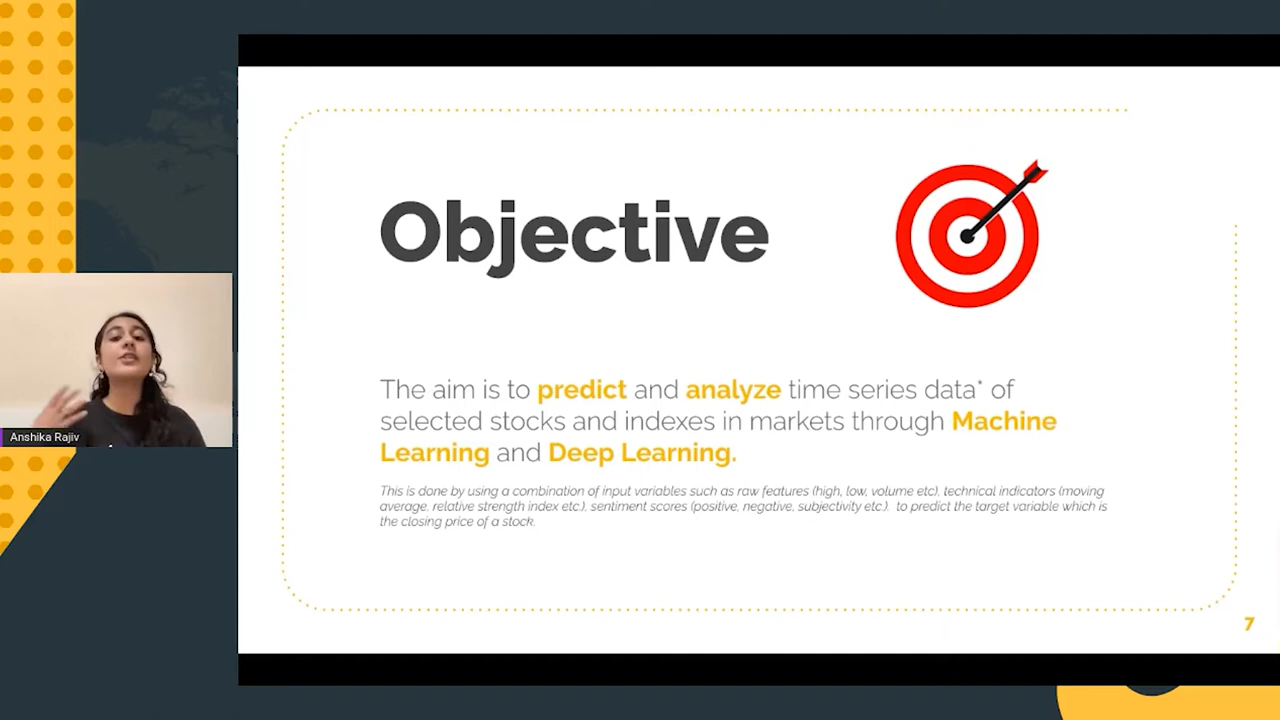 Objective
The aim is to predict and analyze time series data* of
selected stocks and indexes in markets through Machine
Learning and Deep Learning.
This is done by using a combination of input variables such as raw features (high, low, volume etc), technical indicators (moving
average, relative strength index etc.), sentiment scores (positive, negative, subjectivity etc.). to predict the target variable which is
the closing price of a stock.
7
Anshika Rajiv